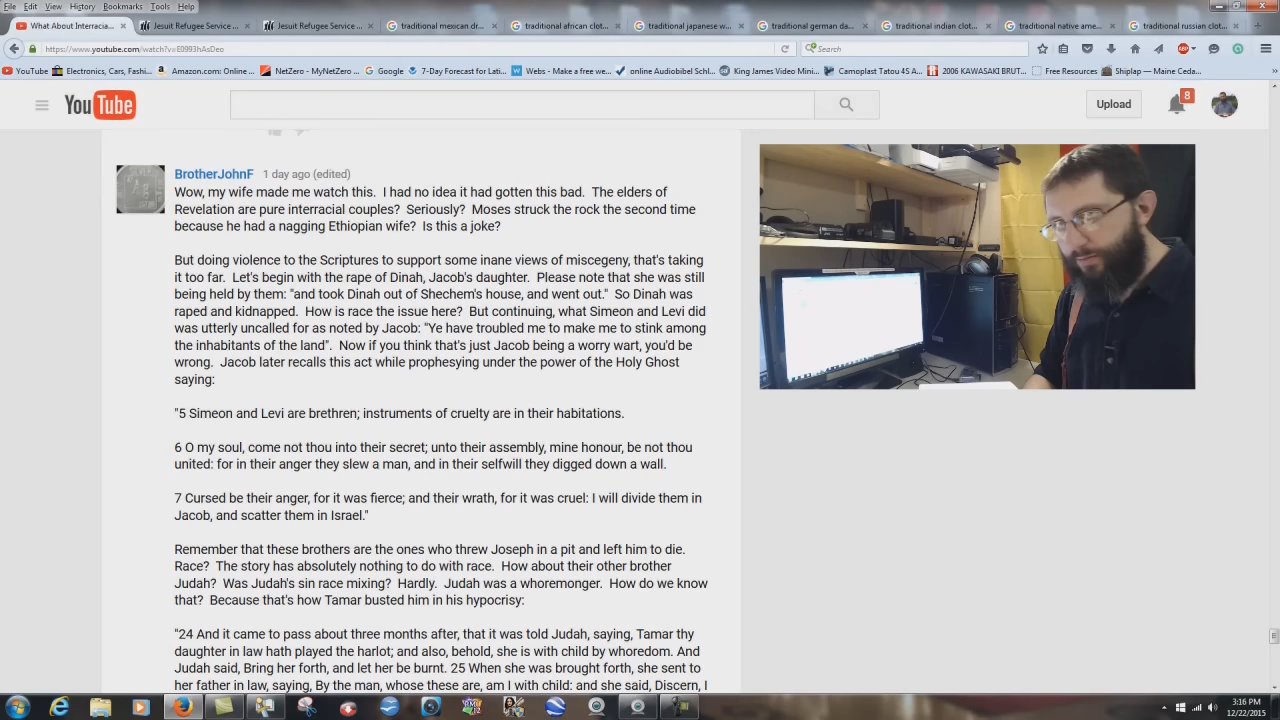 File Edit View History Bookmarks Tools Help
What About Interracia...
Jesuit Refugee Service ...
Jesuit Refugee Service ...
traditional mexican dr...
traditional african clot...
traditional japanese w...
traditional german da...
traditional indian clot...
traditional native ame...
traditional russian clot...
https://www.youtube.com/watch?v=E0993hAsDeo
Search
YouTube
Electronics, Cars, Fashi...
Amazon.com: Online ...
NetZero - MyNetZero ...
Google
7-Day Forecast for Lati...
Webs - Make a free we...
online Audiobibel Schl...
King James Video Mini...
Camoplast Tatou 4S A...
2006 KAWASAKI BRUT...
Free Resources
Shiplap — Maine Ceda...
YouTube
Upload
8
BrotherJohnF 1 day ago (edited)
Wow, my wife made me watch this. I had no idea it had gotten this bad. The elders of
Revelation are pure interracial couples? Seriously? Moses struck the rock the second time
because he had a nagging Ethiopian wife? Is this a joke?
But doing violence to the Scriptures to support some inane views of miscegeny, that's taking
it too far. Let's begin with the rape of Dinah, Jacob's daughter. Please note that she was still
being held by them: "and took Dinah out of Shechem's house, and went out." So Dinah was
raped and kidnapped. How is race the issue here? But continuing, what Simeon and Levi did
was utterly uncalled for as noted by Jacob: "Ye have troubled me to make me to stink among
the inhabitants of the land". Now if you think that's just Jacob being a worry wart, you'd be
wrong. Jacob later recalls this act while prophesying under the power of the Holy Ghost
saying:
"5 Simeon and Levi are brethren; instruments of cruelty are in their habitations.
6 O my soul, come not thou into their secret; unto their assembly, mine honour, be not thou
united: for in their anger they slew a man, and in their selfwill they digged down a wall.
7 Cursed be their anger, for it was fierce; and their wrath, for it was cruel: I will divide them in
Jacob, and scatter them in Israel."
Remember that these brothers are the ones who threw Joseph in a pit and left him to die.
Race? The story has absolutely nothing to do with race. How about their other brother
Judah? Was Judah's sin race mixing? Hardly. Judah was a whoremonger. How do we know
that? Because that's how Tamar busted him in his hypocrisy:
"24 And it came to pass about three months after, that it was told Judah, saying, Tamar thy
daughter in law hath played the harlot; and also, behold, she is with child by whoredom. And
Judah said, Bring her forth, and let her be burnt. 25 When she was brought forth, she sent to
her father in law, saying, By the man, whose these are, am I with child: and she said, Discern, I
3:16 PM
12/22/2015